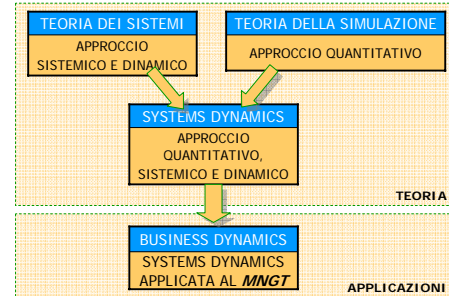 TEORIA DEI SISTEMI
APPROCCIO
SISTEMICO E DINAMICO
TEORIA DELLA SIMULAZIONE
APPROCCIO QUANTITATIVO
SYSTEMS DYNAMICS
APPROCCIO
QUANTITATIVO,
SISTEMICO E DINAMICO
TEORIA
BUSINESS DYNAMICS
SYSTEMS DYNAMICS
APPLICATA AL MNGT
APPLICAZIONI